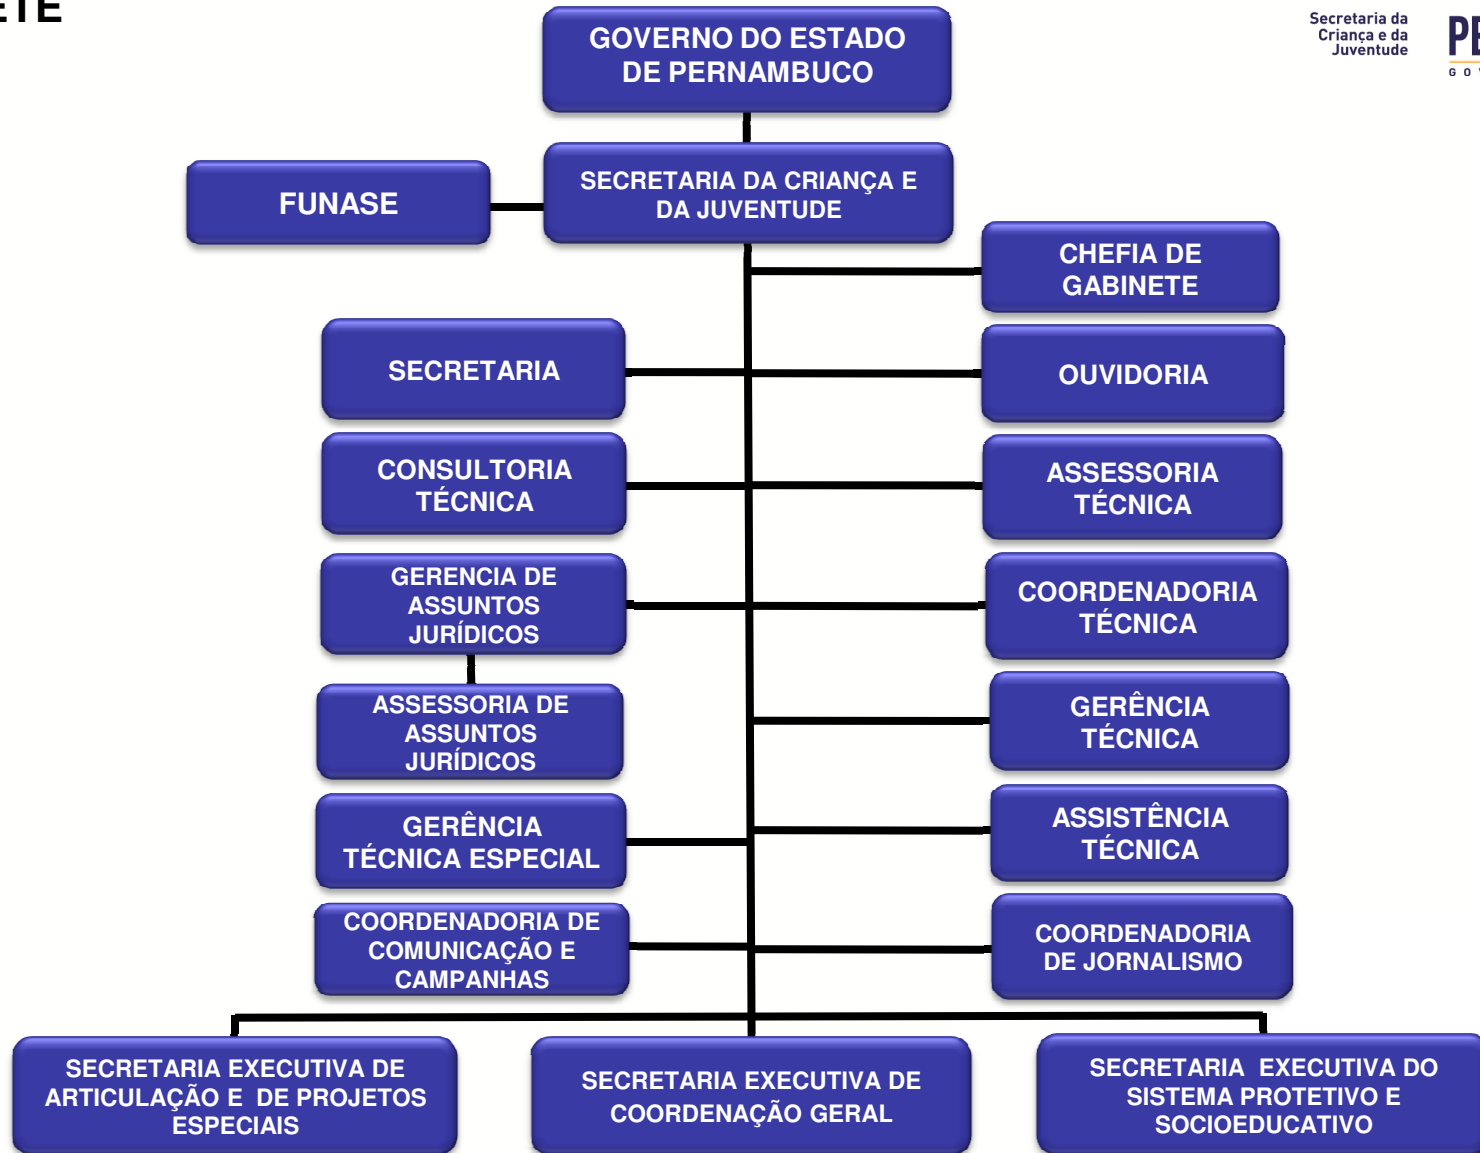 ETE
Secretaria da
Criança e da
Juventude
PE
GOV
GOVERNO DO ESTADO
DE PERNAMBUCO
FUNASE
SECRETARIA DA CRIANÇA E
DA JUVENTUDE
CHEFIA DE
GABINETE
SECRETARIA
OUVIDORIA
CONSULTORIA
TÉCNICA
ASSESSORIA
TÉCNICA
GERENCIA DE
ASSUNTOS
JURÍDICOS
COORDENADORIA
TÉCNICA
ASSESSORIA DE
ASSUNTOS
JURÍDICOS
GERÊNCIA
TÉCNICA
GERÊNCIA
TÉCNICA ESPECIAL
ASSISTÊNCIA
TÉCNICA
COORDENADORIA DE
COMUNICAÇÃO E
CAMPANHAS
COORDENADORIA
DE JORNALISMO
SECRETARIA EXECUTIVA DE
ARTICULAÇÃO E DE PROJETOS
ESPECIAIS
SECRETARIA EXECUTIVA DE
COORDENAÇÃO GERAL
SECRETARIA EXECUTIVA DO
SISTEMA PROTETIVO E
SOCIOEDUCATIVO